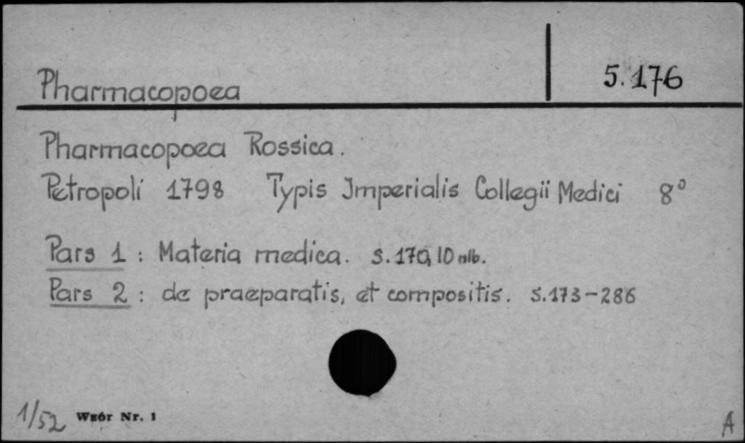 Pharmacopoea
5.176
Pharmacopoea Rossica.
Petropoli 1798 Typis Imperialis Collegii Medici 8°
Pars 1 : Materia medica. S.170, 10 nlb.
Pars 2 : de praeparatis, et compositis. S.173-286
1/52 Wzór Nr. 1
A